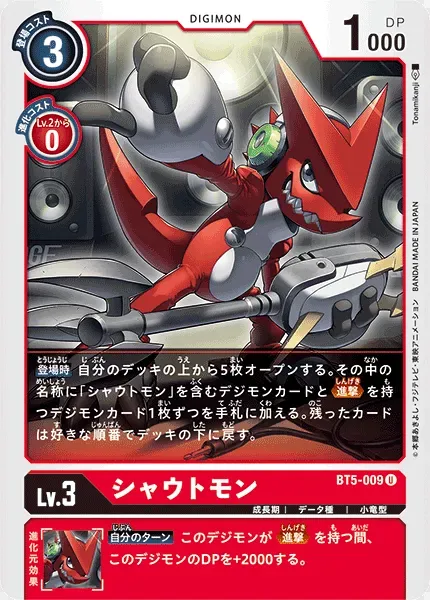 登場コスト
3
DIGIMON
1000
DP
進化コスト
Lv.2から
0
Tonamikanji
BANDAI MADE IN JAPAN
©本郷あきよし・フジテレビ・東映アニメーション
登場時 自分のデッキの上から5枚オープンする。その中の
名称に「シャウトモン」を含むデジモンカードと 進撃 を持
つデジモンカード1枚ずつを手札に加える。残ったカード
は好きな順番でデッキの下に戻す。
BT5-009 U
Lv.3
シャウトモン
成長期 | データ種 | 小竜型
進化元効果
自分のターン このデジモンが 進撃 を持つ間、
このデジモンのDPを+2000する。